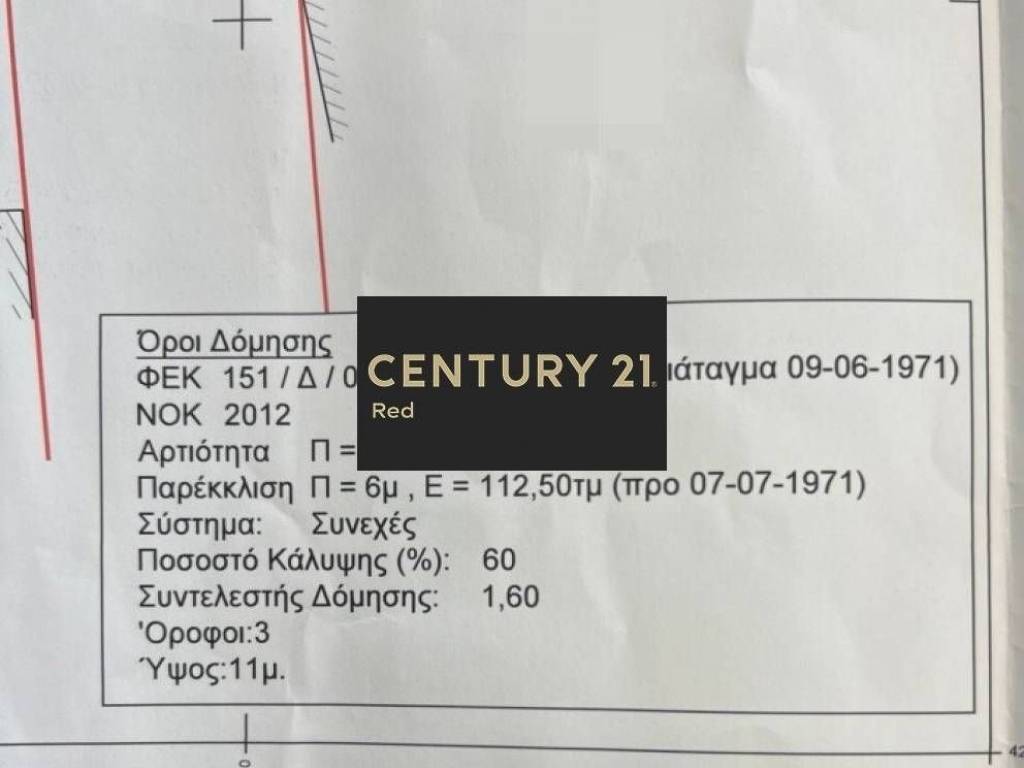 Όροι Δόμησης
ΦΕΚ 151 / Δ / 0
09-06-1971)
ΝΟΚ 2012
Αρτιότητα Π =
Παρέκκλιση Π = 6μ , Ε = 112,50τμ (προ 07-07-1971)
Σύστημα: Συνεχές
Ποσοστό Κάλυψης (%): 60
Συντελεστής Δόμησης: 1,60
'Οροφοι:3
Ύψος:11μ.
CENTURY 21
Red
0